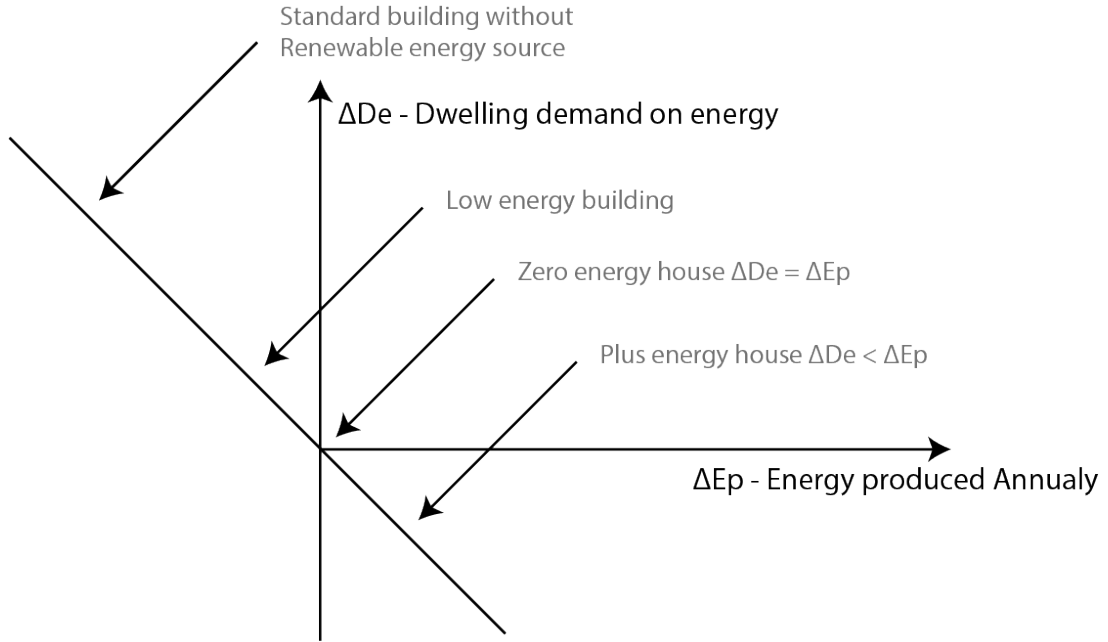 Standard building without
Renewable energy source
ΔDe - Dwelling demand on energy
Low energy building
Zero energy house ΔDe = ΔEp
Plus energy house ΔDe < ΔEp
ΔEp - Energy produced Annualy